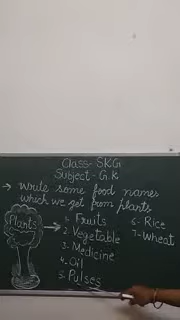 Class- SKG
Subject - G.K
→ write some food names
which we get from plants
Plants → 1. Fruits
2. Vegetable
3. Medicine
4. Oil
5. Pulses
6- Rice
7- Wheat